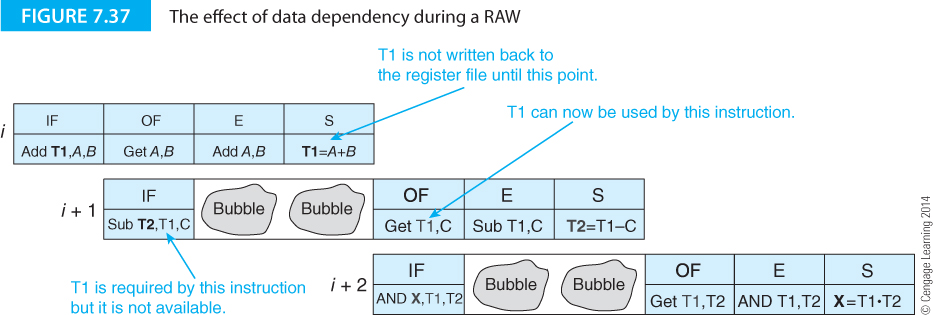 FIGURE 7.37 The effect of data dependency during a RAW
T1 is not written back to
the register file until this point.
T1 can now be used by this instruction.
i
IF OF E S
Add T1,A,B Get A,B Add A,B T1=A+B
i + 1
IF Bubble Bubble OF E S
Sub T2,T1,C Get T1,C Sub T1,C T2=T1–C
T1 is required by this instruction
but it is not available.
i + 2
IF Bubble Bubble OF E S
AND X,T1,T2 Get T1,T2 AND T1,T2 X=T1·T2
© Cengage Learning 2014